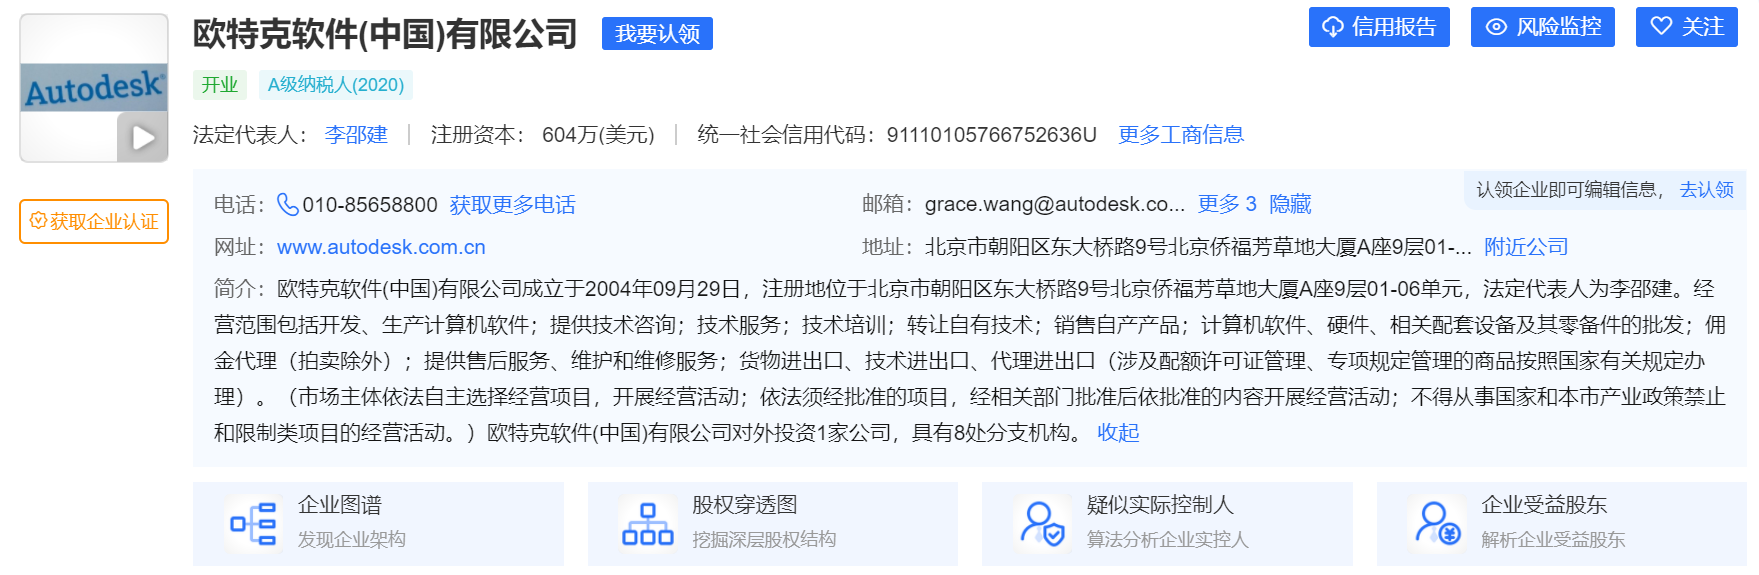 Autodesk
欧特克软件(中国)有限公司 我要认领 信用报告 风险监控 关注
开业 A级纳税人(2020)
法定代表人： 李邵建 注册资本： 604万(美元) 统一社会信用代码：91110105766752636U 更多工商信息
获取企业认证
认领企业即可编辑信息， 去认领
电话：010-85658800 获取更多电话 邮箱：grace.wang@autodesk.co... 更多 3 隐藏
网址：www.autodesk.com.cn 地址：北京市朝阳区东大桥路9号北京侨福芳草地大厦A座9层01-... 附近公司
简介：欧特克软件(中国)有限公司成立于2004年09月29日，注册地位于北京市朝阳区东大桥路9号北京侨福芳草地大厦A座9层01-06单元，法定代表人为李邵建。经
营范围包括开发、生产计算机软件；提供技术咨询；技术服务；技术培训；转让自有技术；销售自产产品；计算机软件、硬件、相关配套设备及其零备件的批发；佣
金代理（拍卖除外）；提供售后服务、维护和维修服务；货物进出口、技术进出口、代理进出口（涉及配额许可证管理、专项规定管理的商品按照国家有关规定办
理）。（市场主体依法自主选择经营项目，开展经营活动；依法须经批准的项目，经相关部门批准后依批准的内容开展经营活动；不得从事国家和本市产业政策禁止
和限制类项目的经营活动。）欧特克软件(中国)有限公司对外投资1家公司，具有8处分支机构。 收起
企业图谱 股权穿透图 疑似实际控制人 企业受益股东
发现企业架构 挖掘深层股权结构 算法分析企业实控人 解析企业受益股东